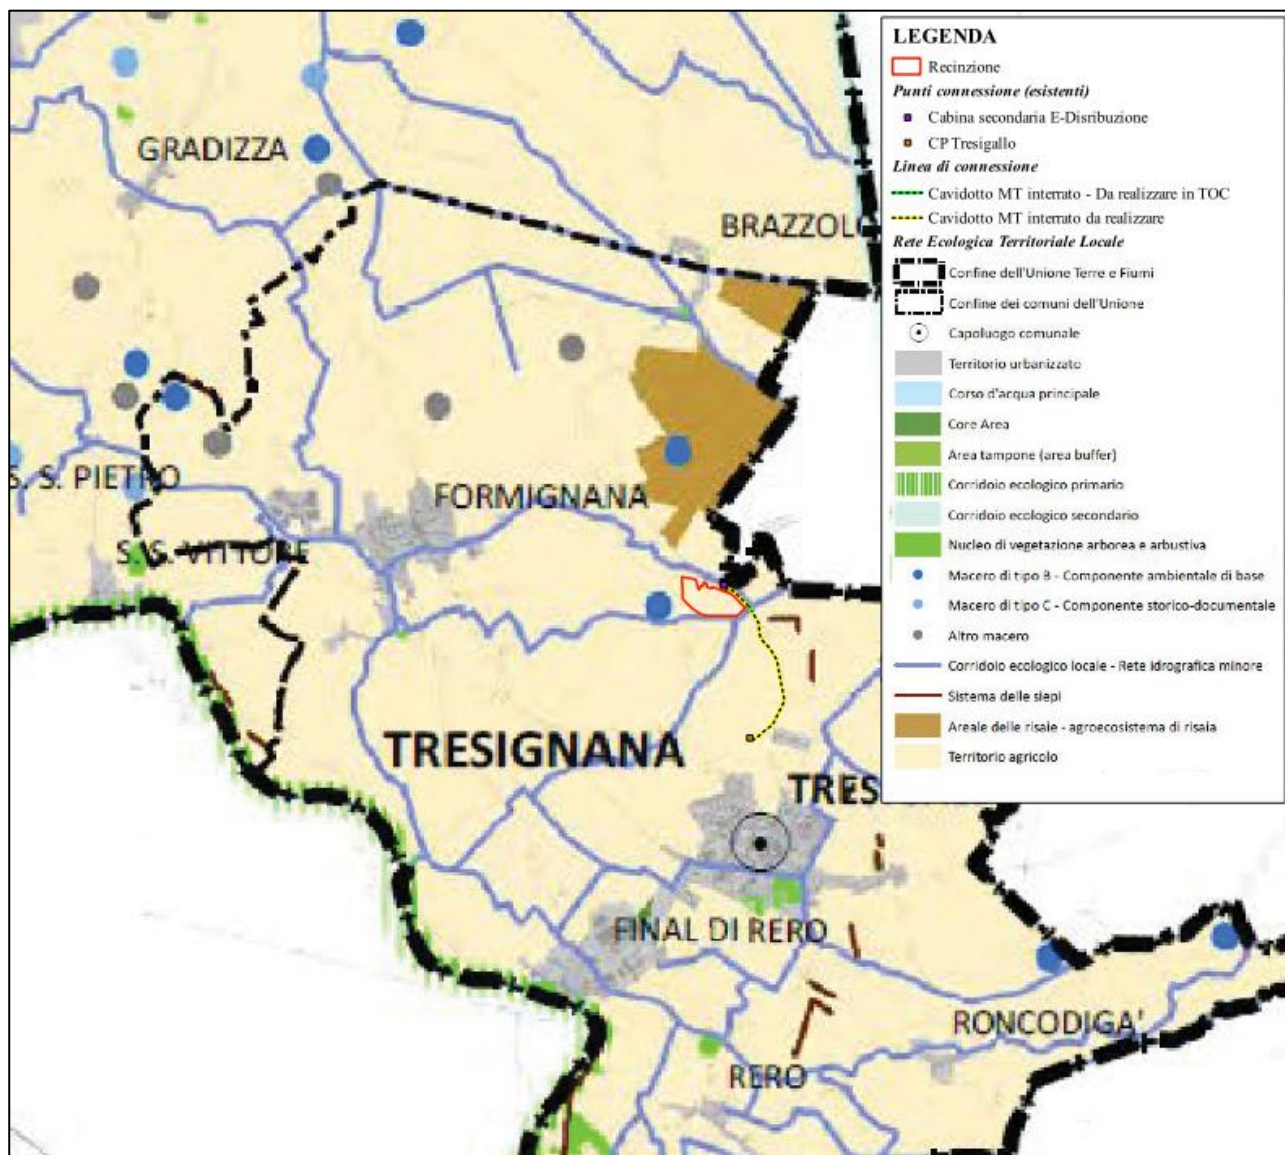 LEGENDA
Recinzione
Punti connessione (esistenti)
Cabina secondaria E-Disribuzione
CP Tresigallo
Linea di connessione
Cavidotto MT interrato - Da realizzare in TOC
Cavidotto MT interrato da realizzare
Rete Ecologica Territoriale Locale
Confine dell'Unione Terre e Fiumi
Confine dei comuni dell'Unione
Capoluogo comunale
Territorio urbanizzato
Corso d'acqua principale
Core Area
Area tampone (area buffer)
Corridoio ecologico primario
Corridoio ecologico secondario
Nucleo di vegetazione arborea e arbustiva
Macero di tipo B - Componente ambientale di base
Macero di tipo C - Componente storico-documentale
Altro macero
Corridoio ecologico locale - Rete idrografica minore
Sistema delle siepi
Areale delle risaie - agroecosistema di risaia
Territorio agricolo
GRADIZZA
BRAZZOLO
S. S. PIETRO
FORMIGNANA
S. S. VITTORE
TRESIGNANA
TRES
FINAL DI RERO
RONCODIGA'
RERO